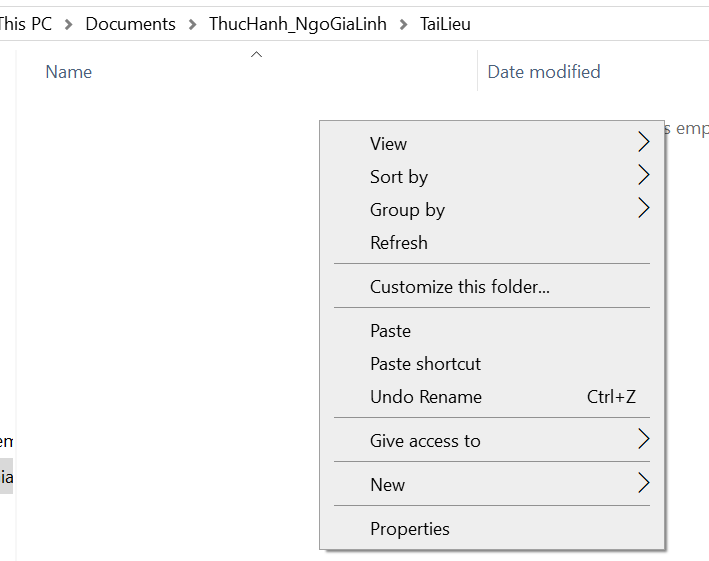 This PC > Documents > ThucHanh_NgoGiaLinh > TaiLieu
Name Date modified
View
Sort by
Group by
Refresh
Customize this folder...
Paste
Paste shortcut
Undo Rename Ctrl+Z
Give access to
New
Properties